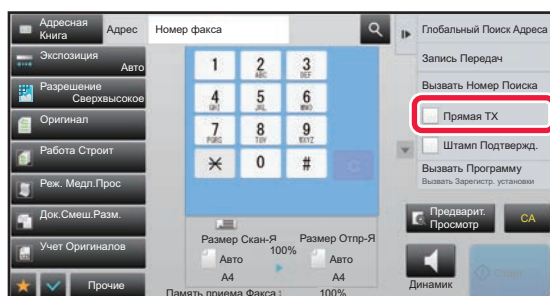 Адресная
Книга
Адрес
Номер факса
Глобальный Поиск Адреса
Экспозиция
Авто
Запись Передач
Разрешение
Сверхвысокое
Вызвать Номер Поиска
Оригинал
Прямая TX
Работа Строит
Штамп Подтвержд.
Реж. Медл.Прос
Вызвать Программу
Вызвать Зарегистр. установки
Док.Смеш.Разм.
Учет Оригиналов
Прочие
1
2
ABC
3
DEF
4
GHI
5
JKL
6
MNO
7
PQRS
8
TUV
9
WXYZ
0
#
C
Размер Скан-Я
100%
Размер Отпр-Я
Авто
A4
Авто
A4
Память приема Факса :
100%
Предварит.
Просмотр
CA
Динамик
Старт